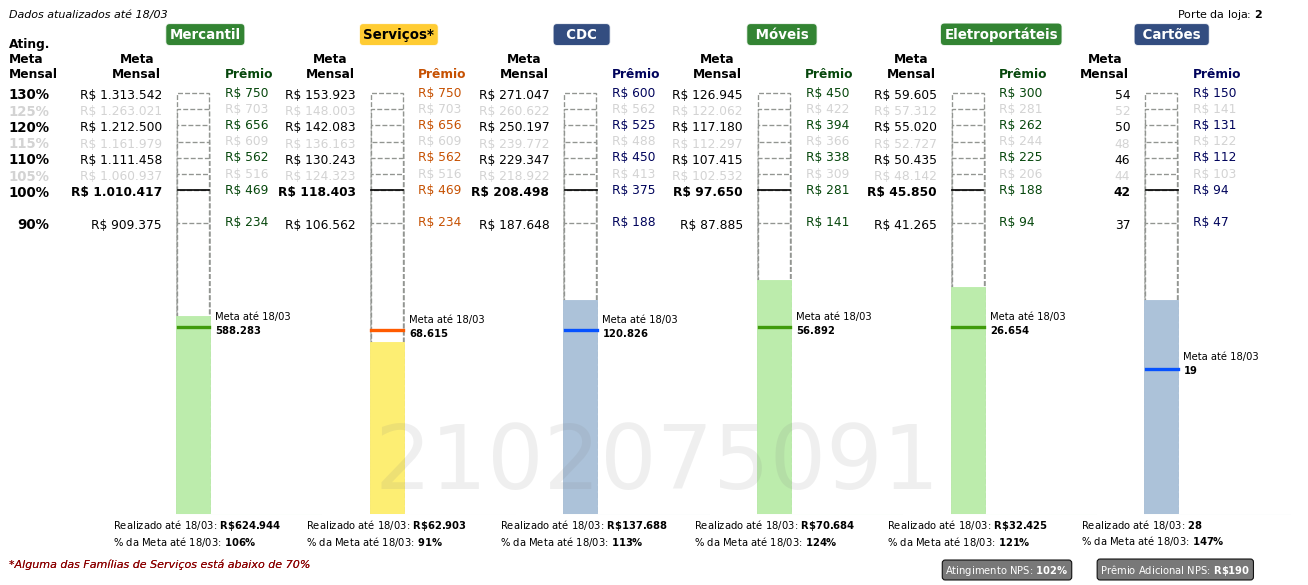 Dados atualizados até 18/03
Porte da loja: 2
Mercantil Serviços* CDC Móveis Eletroportáteis Cartões
Ating. Meta Mensal
Meta Mensal Prêmio Meta Mensal Prêmio Meta Mensal Prêmio Meta Mensal Prêmio Meta Mensal Prêmio Meta Mensal Prêmio
130% R$ 1.313.542 R$ 750 R$ 153.923 R$ 750 R$ 271.047 R$ 600 R$ 126.945 R$ 450 R$ 59.605 R$ 300 54 R$ 150
125% R$ 1.263.021 R$ 703 R$ 148.003 R$ 703 R$ 260.622 R$ 562 R$ 122.062 R$ 422 R$ 57.312 R$ 281 52 R$ 141
120% R$ 1.212.500 R$ 656 R$ 142.083 R$ 656 R$ 250.197 R$ 525 R$ 117.180 R$ 394 R$ 55.020 R$ 262 50 R$ 131
115% R$ 1.161.979 R$ 609 R$ 136.163 R$ 609 R$ 239.772 R$ 488 R$ 112.297 R$ 366 R$ 52.727 R$ 244 48 R$ 122
110% R$ 1.111.458 R$ 562 R$ 130.243 R$ 562 R$ 229.347 R$ 450 R$ 107.415 R$ 338 R$ 50.435 R$ 225 46 R$ 112
105% R$ 1.060.937 R$ 516 R$ 124.323 R$ 516 R$ 218.922 R$ 413 R$ 102.532 R$ 309 R$ 48.142 R$ 206 44 R$ 103
100% R$ 1.010.417 R$ 469 R$ 118.403 R$ 469 R$ 208.498 R$ 375 R$ 97.650 R$ 281 R$ 45.850 R$ 188 42 R$ 94
90% R$ 909.375 R$ 234 R$ 106.562 R$ 234 R$ 187.648 R$ 188 R$ 87.885 R$ 141 R$ 41.265 R$ 94 37 R$ 47
Meta até 18/03 Meta até 18/03 Meta até 18/03 Meta até 18/03 Meta até 18/03
588.283 68.615 120.826 56.892 26.654
Meta até 18/03
19
2102075091
Realizado até 18/03: R$624.944 Realizado até 18/03: R$62.903 Realizado até 18/03: R$137.688 Realizado até 18/03: R$70.684 Realizado até 18/03: R$32.425 Realizado até 18/03: 28
% da Meta até 18/03: 106% % da Meta até 18/03: 91% % da Meta até 18/03: 113% % da Meta até 18/03: 124% % da Meta até 18/03: 121% % da Meta até 18/03: 147%
*Alguma das Famílias de Serviços está abaixo de 70%
Atingimento NPS: 102% Prêmio Adicional NPS: R$190